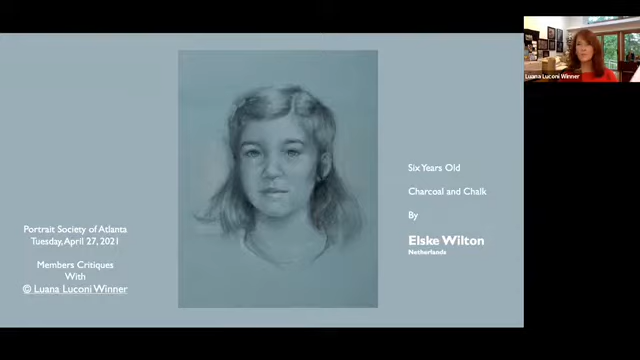 Luana Luconi Winner
Six Years Old
Charcoal and Chalk
By
Elske Wilton
Netherlands
Portrait Society of Atlanta
Tuesday, April 27, 2021
Members Critiques
With
© Luana Luconi Winner